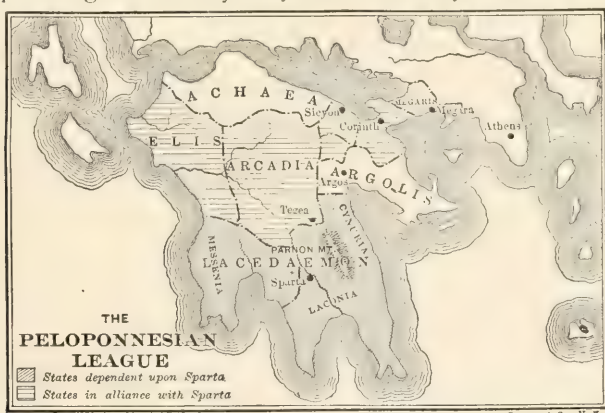 ACHAEA
Sicyon
MEGARIS
Megara
Corinth
Athens
ELIS
ARCADIA
ARGOLIS
Argos
Tegea
CYNURIA
PARNON MT.
MESSENIA
LACEDAEMON
Sparta
LACONIA
THE
PELOPONNESIAN
LEAGUE
States dependent upon Sparta
States in alliance with Sparta